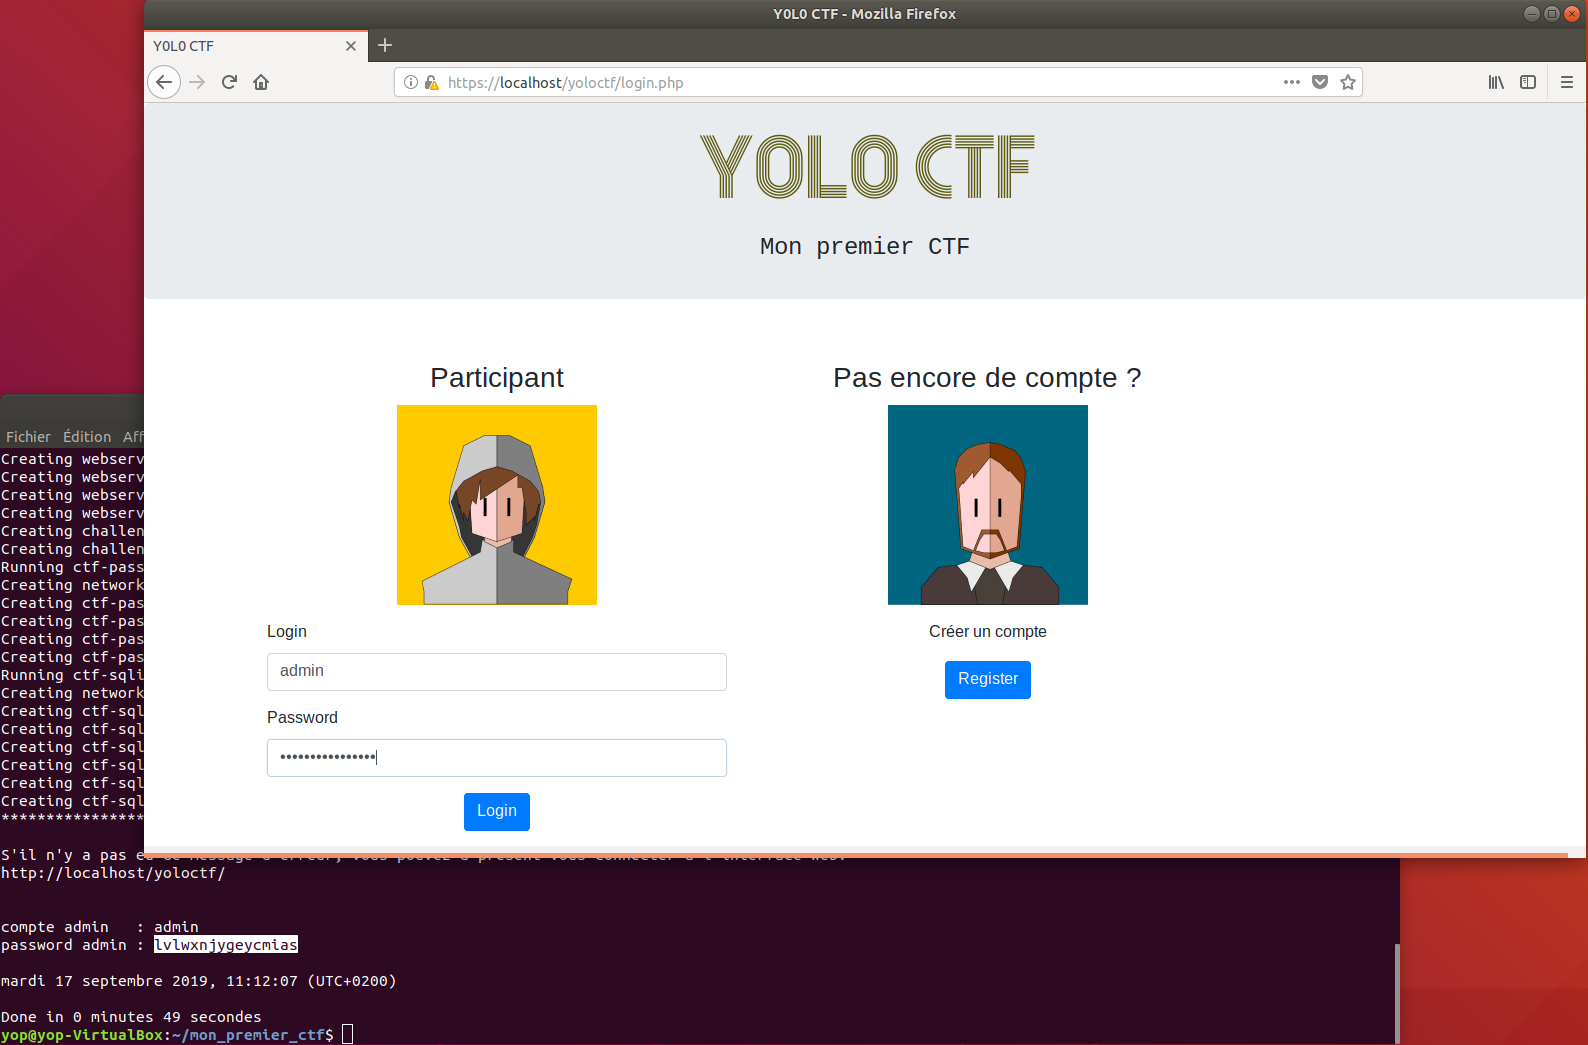 Y0L0 CTF - Mozilla Firefox
Y0L0 CTF
https://localhost/yoloctf/login.php
Y0L0 CTF
Mon premier CTF
Participant
Pas encore de compte ?
Login
admin
Password
••••••••••••••••
Login
Créer un compte
Register
Fichier Édition Aff
Creating webserv
Creating webserv
Creating webserv
Creating webserv
Creating challen
Creating challen
Running ctf-pass
Creating network
Creating ctf-pas
Creating ctf-pas
Creating ctf-pas
Creating ctf-pas
Running ctf-sqli
Creating network
Creating ctf-sql
Creating ctf-sql
Creating ctf-sql
Creating ctf-sql
Creating ctf-sql
Creating ctf-sql
****************
S'il n'y a pas
http://localhost/yoloctf/
compte admin : admin
password admin : lvlwxnjygeycmias
mardi 17 septembre 2019, 11:12:07 (UTC+0200)
Done in 0 minutes 49 secondes
yop@yop-VirtualBox:~/mon_premier_ctf$